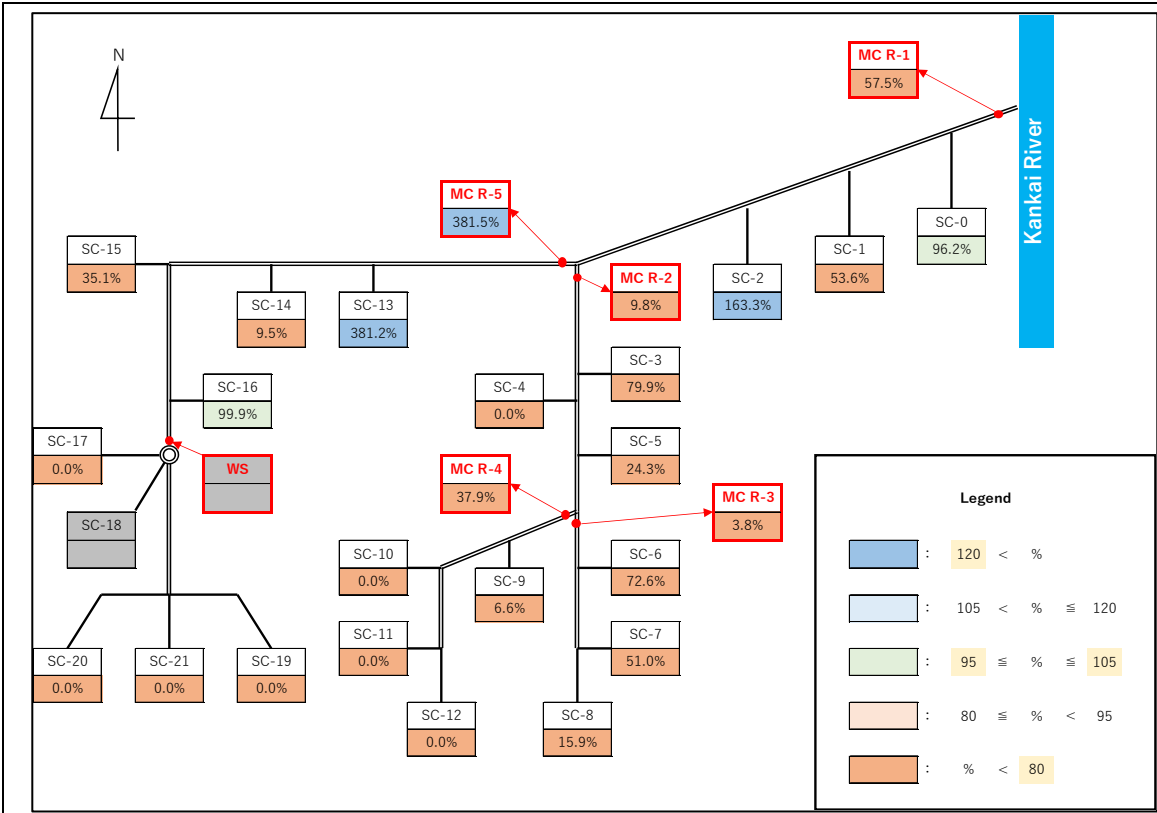 N
MC R-1
57.5%
Kankai River
MC R-5
381.5%
SC-0
96.2%
SC-1
53.6%
SC-2
163.3%
MC R-2
9.8%
SC-15
35.1%
SC-14
9.5%
SC-13
381.2%
SC-3
79.9%
SC-4
0.0%
SC-16
99.9%
SC-5
24.3%
SC-17
0.0%
WS
MC R-4
37.9%
MC R-3
3.8%
SC-18
SC-10
0.0%
SC-9
6.6%
SC-6
72.6%
SC-11
0.0%
SC-7
51.0%
SC-20
0.0%
SC-21
0.0%
SC-19
0.0%
SC-12
0.0%
SC-8
15.9%
Legend
: 120 < %
: 105 < % ≦ 120
: 95 ≦ % ≦ 105
: 80 ≦ % < 95
: % < 80